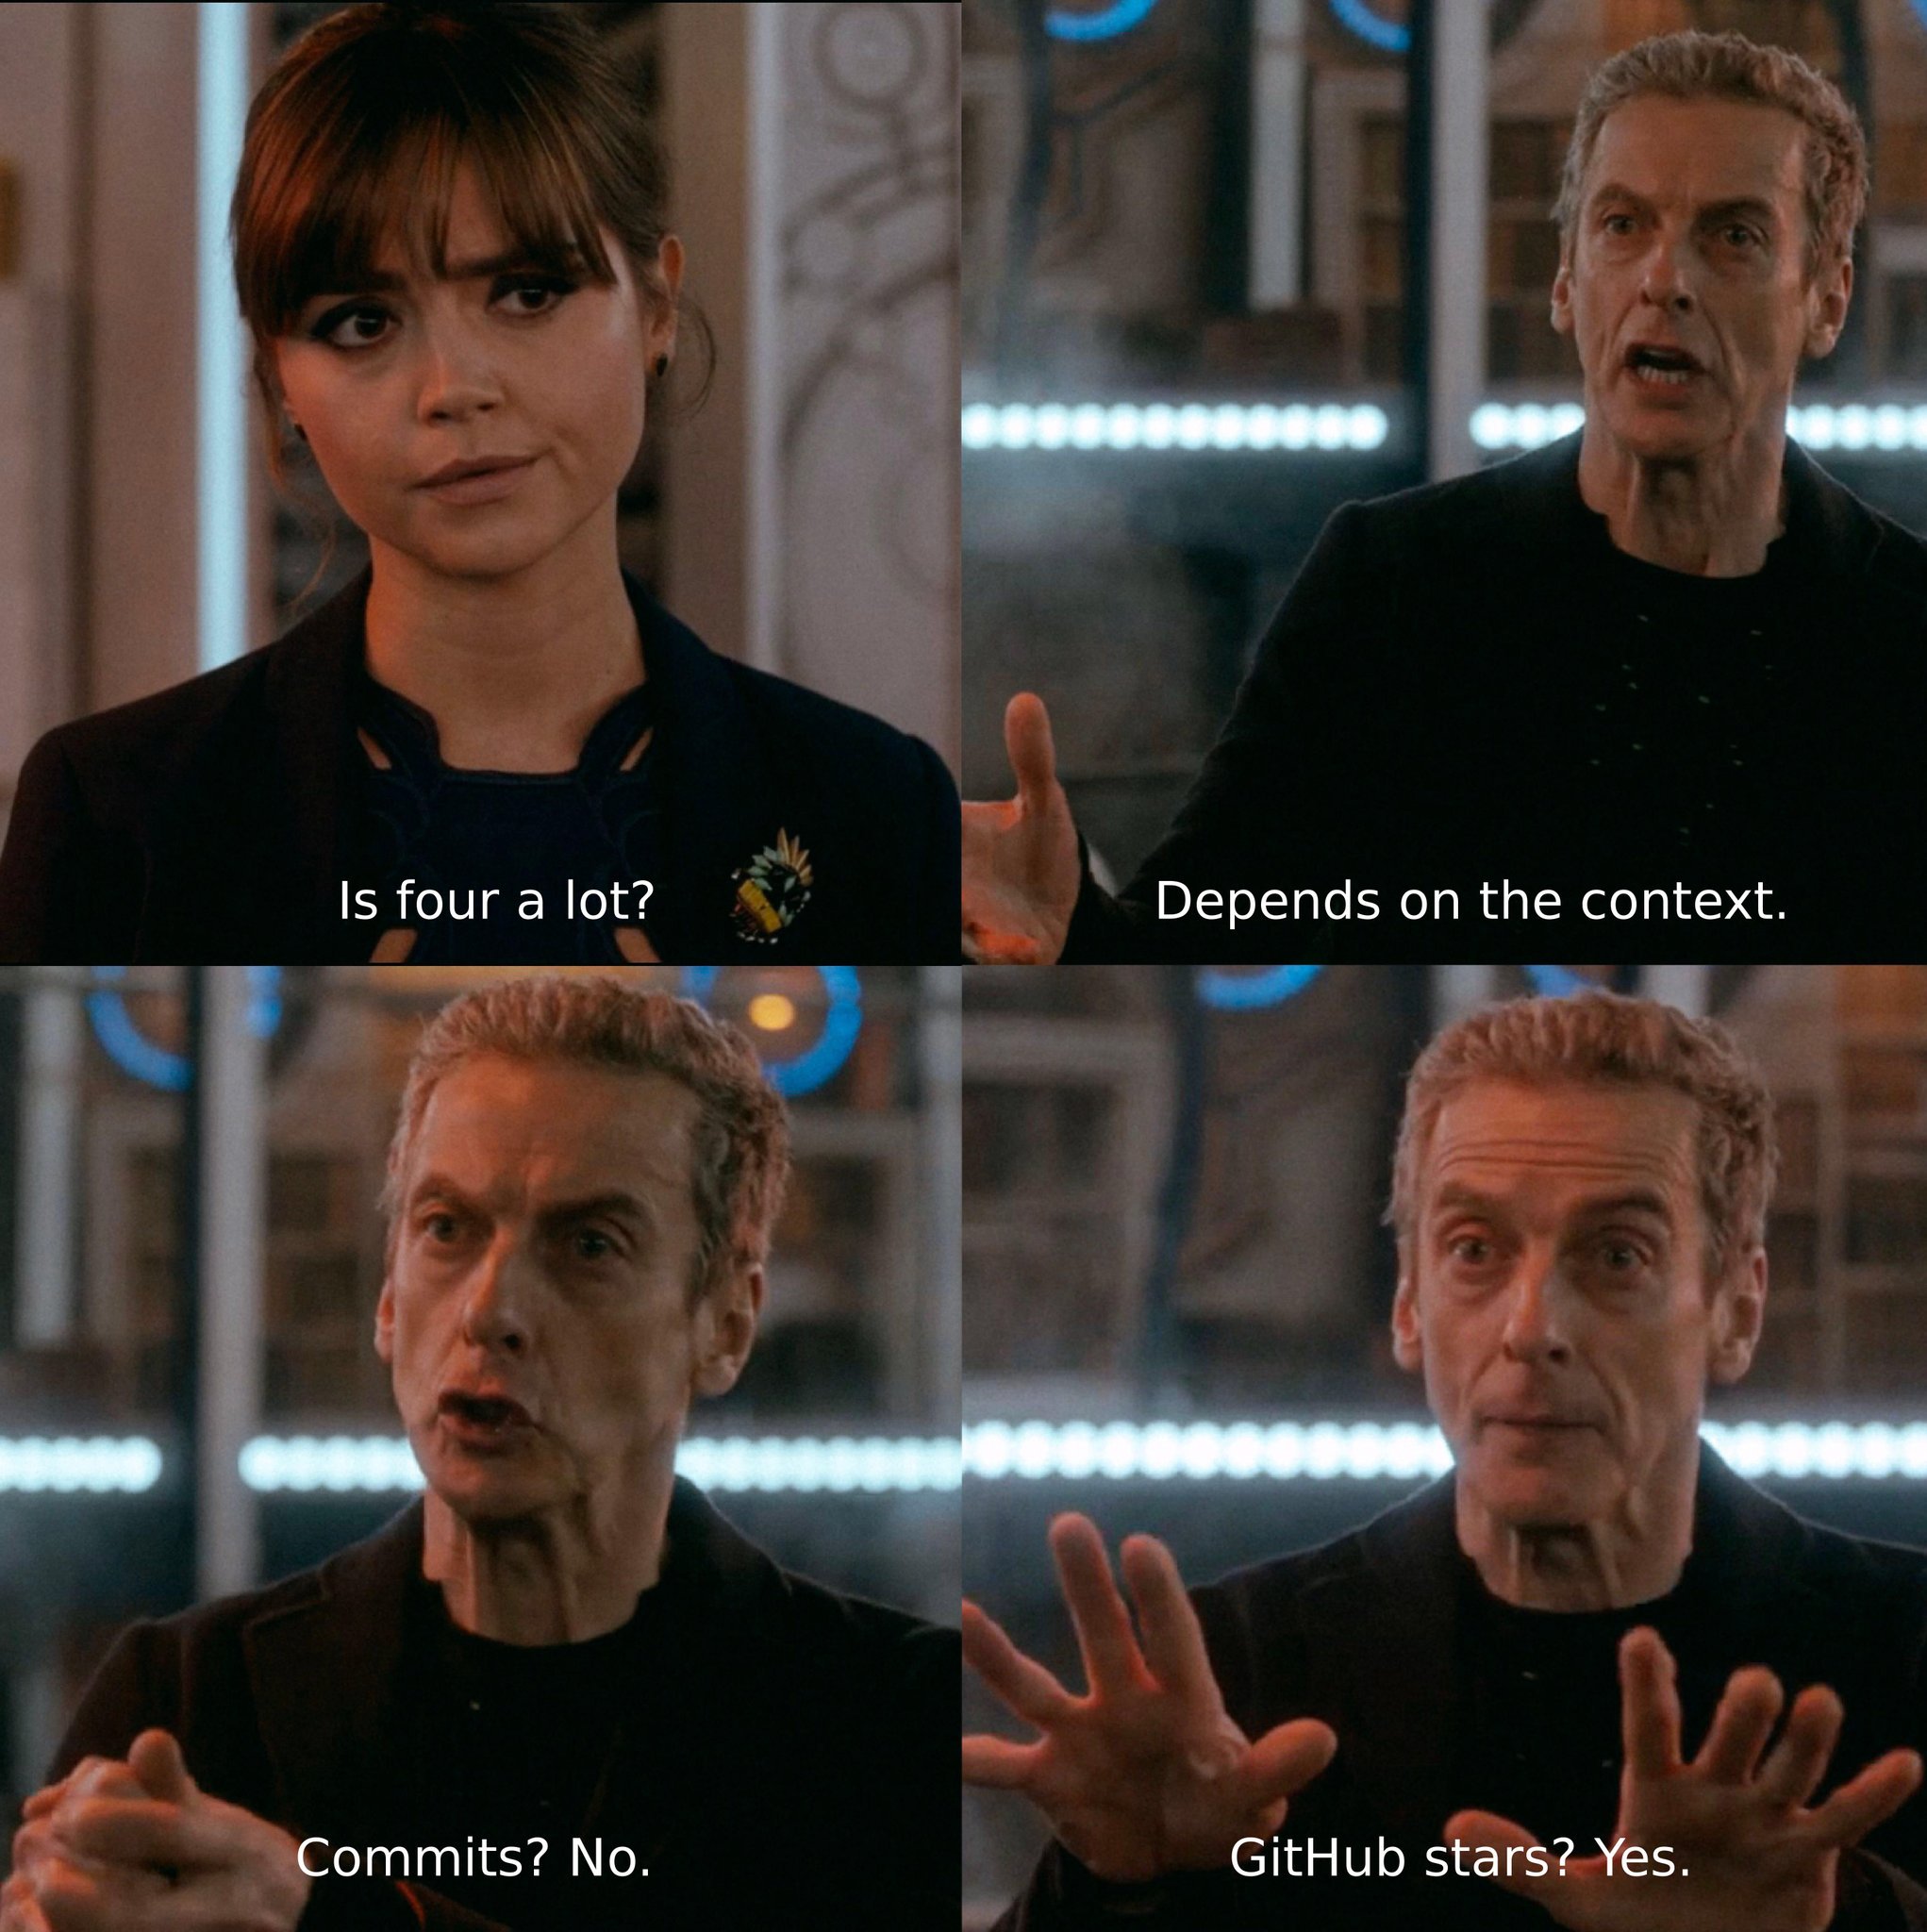 Is four a lot?
Depends on the context.
Commits? No.
GitHub stars? Yes.